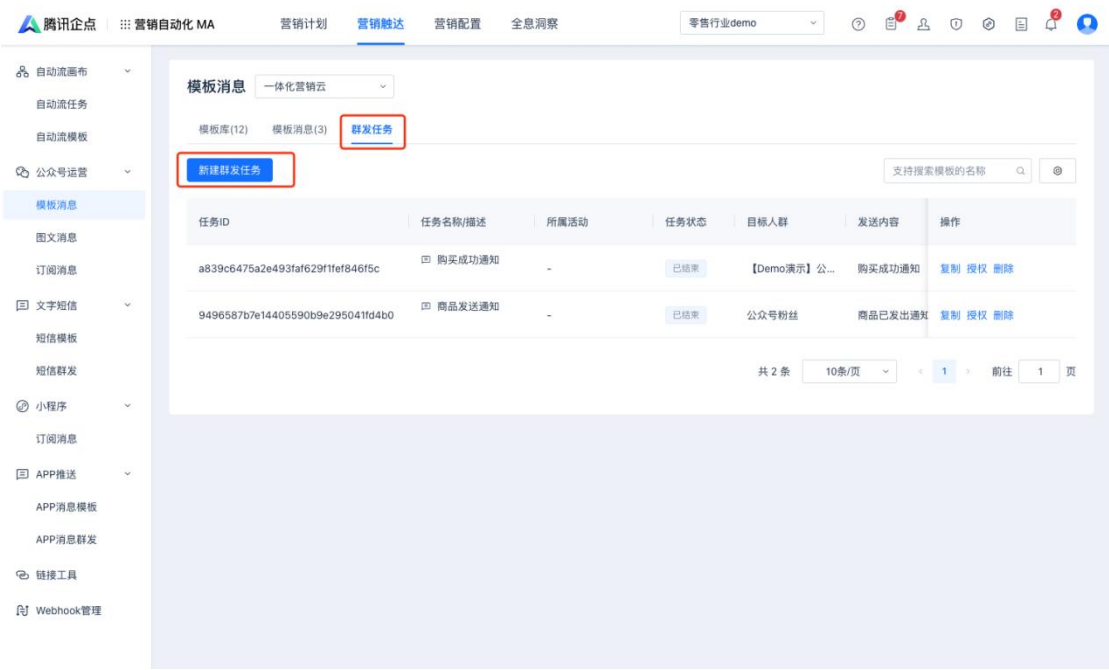 腾讯企点 营销自动化 MA 营销计划 营销触达 营销配置 全息洞察 零售行业demo 7 2
自动流画布
自动流任务
自动流模板
公众号运营
模板消息
图文消息
订阅消息
文字短信
短信模板
短信群发
小程序
订阅消息
APP推送
APP消息模板
APP消息群发
链接工具
Webhook管理
模板消息 一体化营销云
模板库(12) 模板消息(3) 群发任务
新建群发任务 支持搜索模板的名称
任务ID 任务名称/描述 所属活动 任务状态 目标人群 发送内容 操作
a839c6475a2e493faf629f1fef846f5c 购买成功通知 - 已结束 【Demo演示】公... 购买成功通知 复制 授权 删除
9496587b7e14405590b9e295041fd4b0 商品发送通知 - 已结束 公众号粉丝 商品已发出通知 复制 授权 删除
共 2 条 10条/页 1 前往 1 页